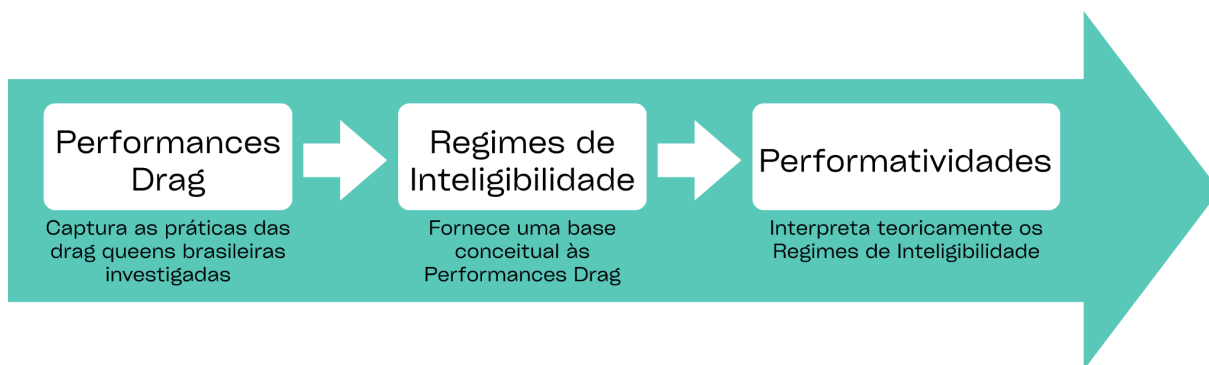 Performances
Drag
Captura as práticas das
drag queens brasileiras
investigadas
Regimes de
Inteligibilidade
Fornece uma base
conceitual às
Performances Drag
Performatividades
Interpreta teoricamente os
Regimes de Inteligibilidade